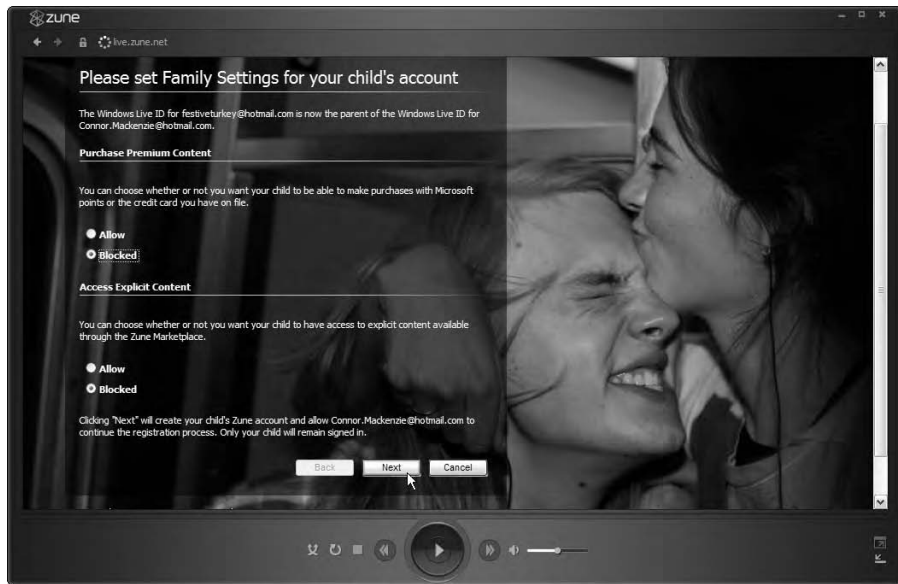 zune
live.zune.net
Please set Family Settings for your child's account
The Windows Live ID for festiveturkey@hotmail.com is now the parent of the Windows Live ID for
Connor.Mackenzie@hotmail.com.
Purchase Premium Content
You can choose whether or not you want your child to be able to make purchases with Microsoft
points or the credit card you have on file.
Allow
Blocked
Access Explicit Content
You can choose whether or not you want your child to have access to explicit content available
through the Zune Marketplace.
Allow
Blocked
Clicking "Next" will create your child's Zune account and allow Connor.Mackenzie@hotmail.com to
continue the registration process. Only your child will remain signed in.
Back Next Cancel